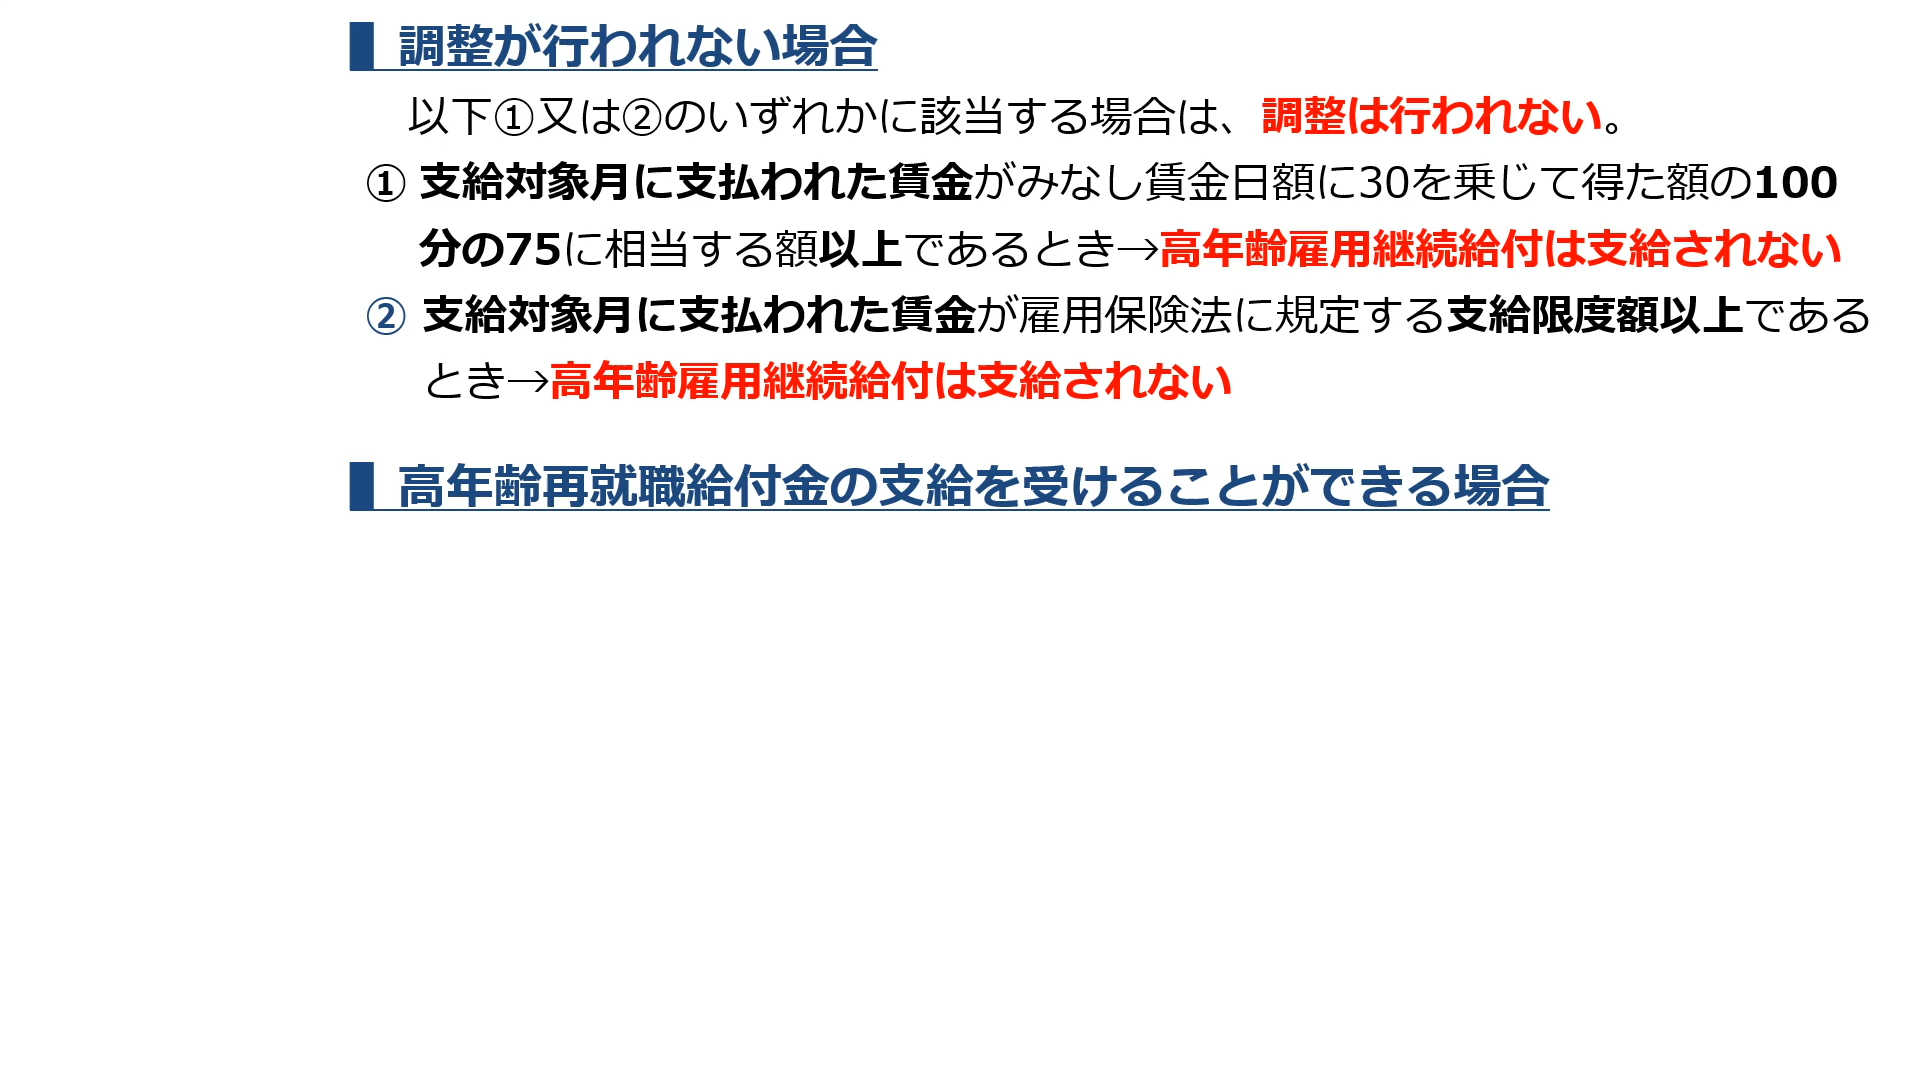 ▌調整が行われない場合
以下①又は②のいずれかに該当する場合は、調整は行われない。
① 支給対象月に支払われた賃金がみなし賃金日額に30を乗じて得た額の100
分の75に相当する額以上であるとき→高年齢雇用継続給付は支給されない
② 支給対象月に支払われた賃金が雇用保険法に規定する支給限度額以上である
とき→高年齢雇用継続給付は支給されない
▌高年齢再就職給付金の支給を受けることができる場合